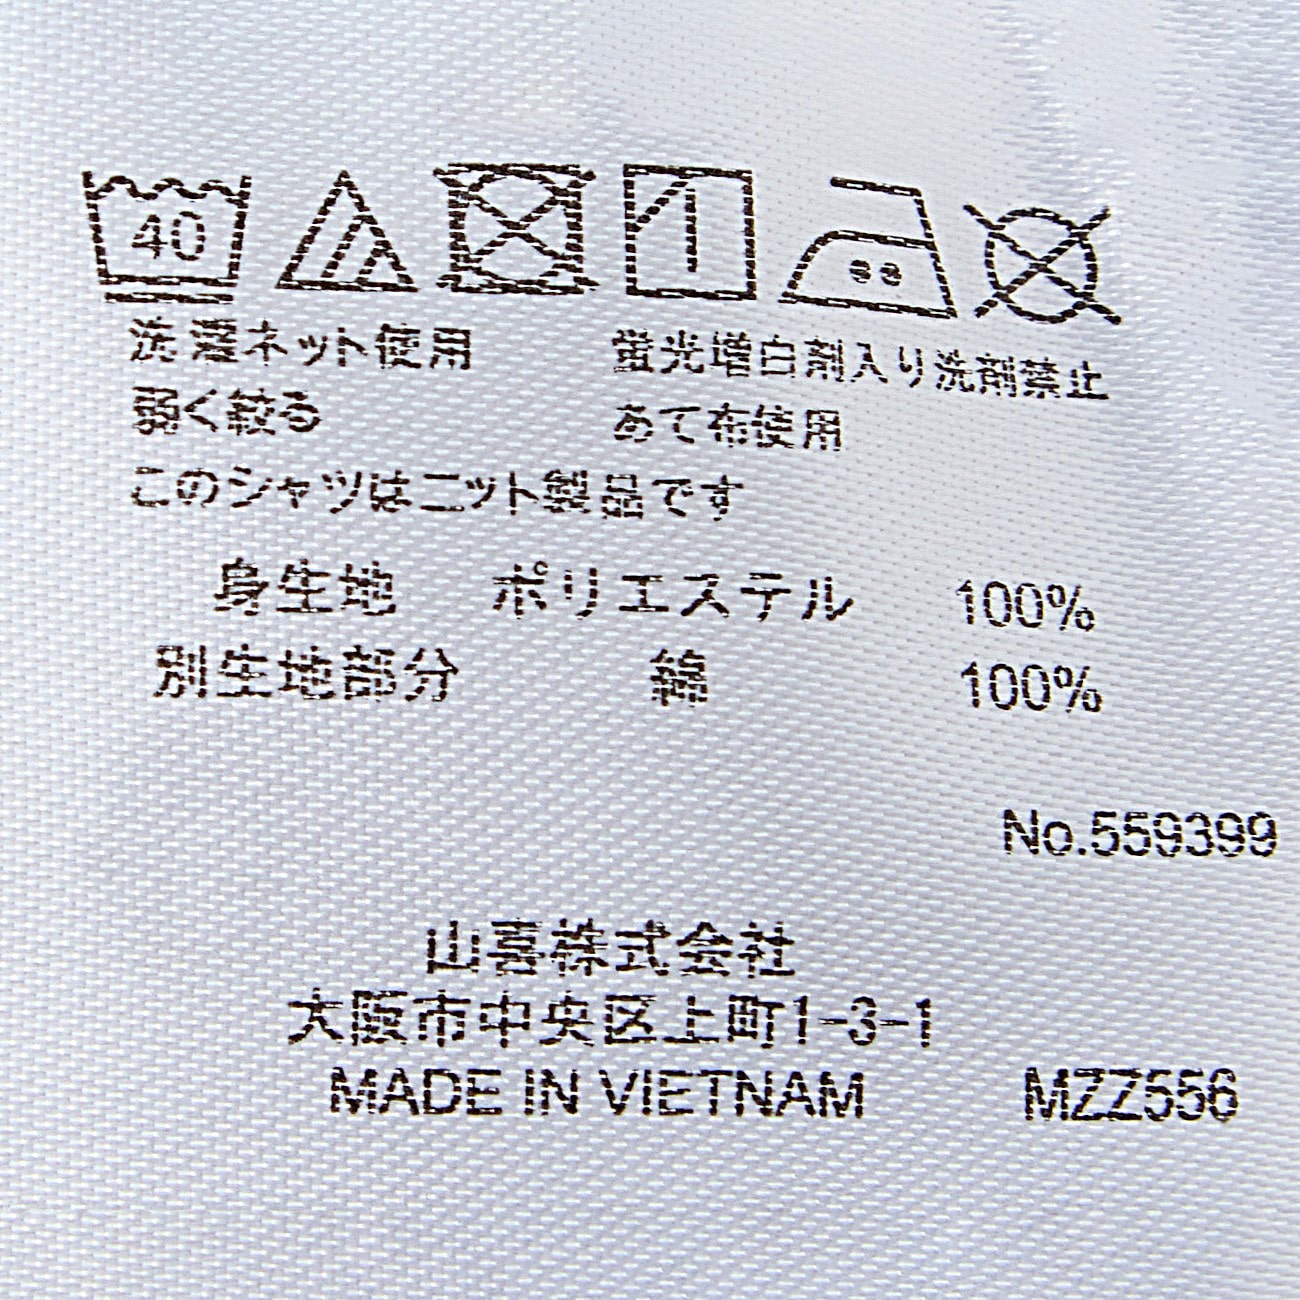 40
洗濯ネット使用 蛍光増白剤入り洗剤禁止
弱く絞る あて布使用
このシャツはニット製品です
身生地 ポリエステル 100%
別生地部分 綿 100%
No.559399
山喜株式会社
大阪市中央区上町1-3-1
MADE IN VIETNAM MZZ556